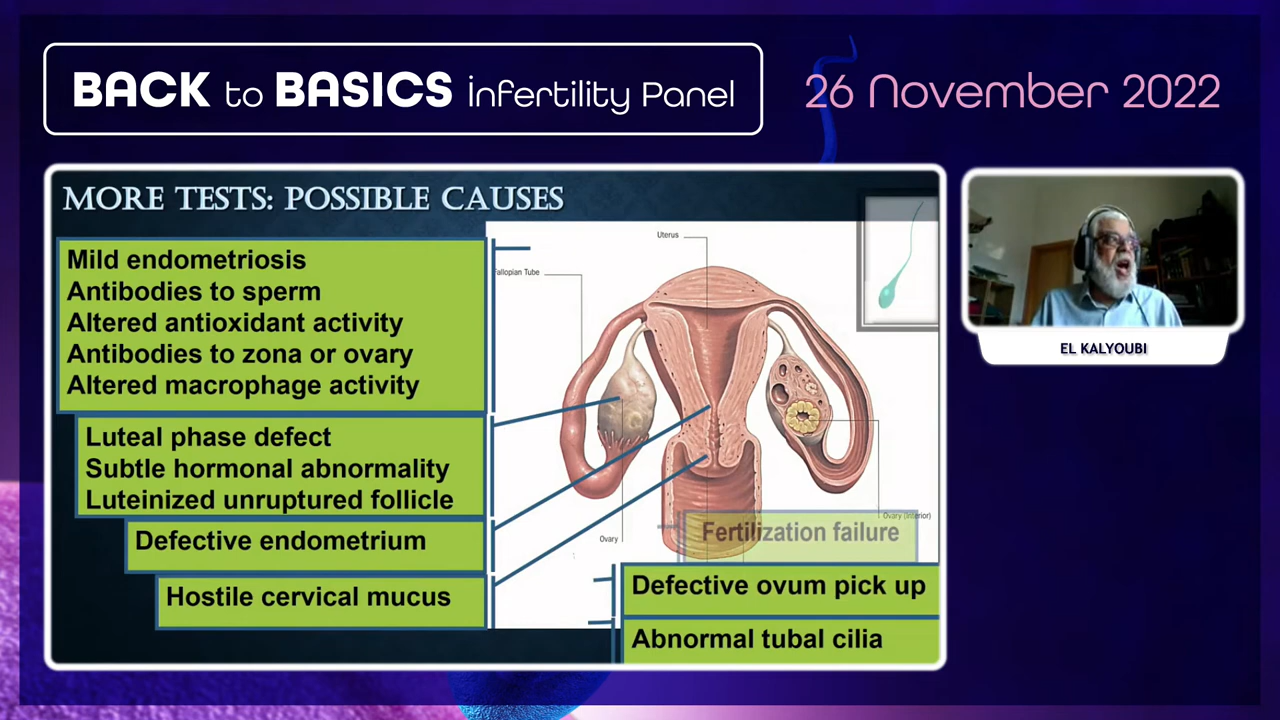 BACK to BASICS infertility Panel
26 November 2022
MORE TESTS: POSSIBLE CAUSES
Mild endometriosis
Antibodies to sperm
Altered antioxidant activity
Antibodies to zona or ovary
Altered macrophage activity
Luteal phase defect
Subtle hormonal abnormality
Luteinized unruptured follicle
Defective endometrium
Hostile cervical mucus
Uterus
Fallopian Tube
Ovary
Ovary (Interior)
Fertilization failure
Defective ovum pick up
Abnormal tubal cilia
EL KALYOUBI